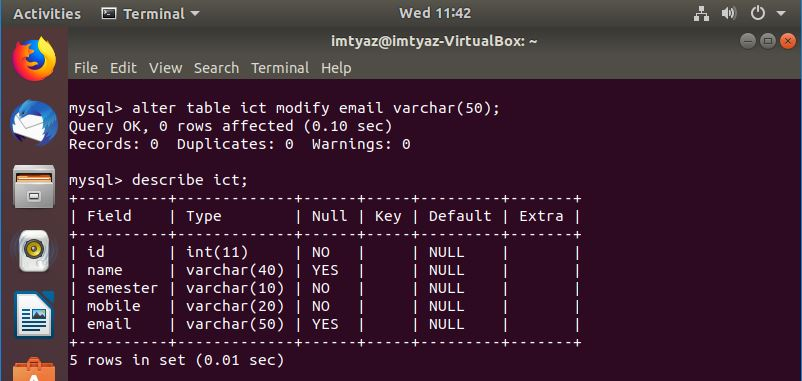 Activities Terminal Wed 11:42
imtyaz@imtyaz-VirtualBox: ~
File Edit View Search Terminal Help
mysql> alter table ict modify email varchar(50);
Query OK, 0 rows affected (0.10 sec)
Records: 0  Duplicates: 0  Warnings: 0
mysql> describe ict;
+----------+-------------+------+-----+---------+-------+
| Field    | Type        | Null | Key | Default | Extra |
+----------+-------------+------+-----+---------+-------+
| id       | int(11)     | NO   |     | NULL    |       |
| name     | varchar(40) | YES  |     | NULL    |       |
| semester | varchar(10) | NO   |     | NULL    |       |
| mobile   | varchar(20) | NO   |     | NULL    |       |
| email    | varchar(50) | YES  |     | NULL    |       |
+----------+-------------+------+-----+---------+-------+
5 rows in set (0.01 sec)